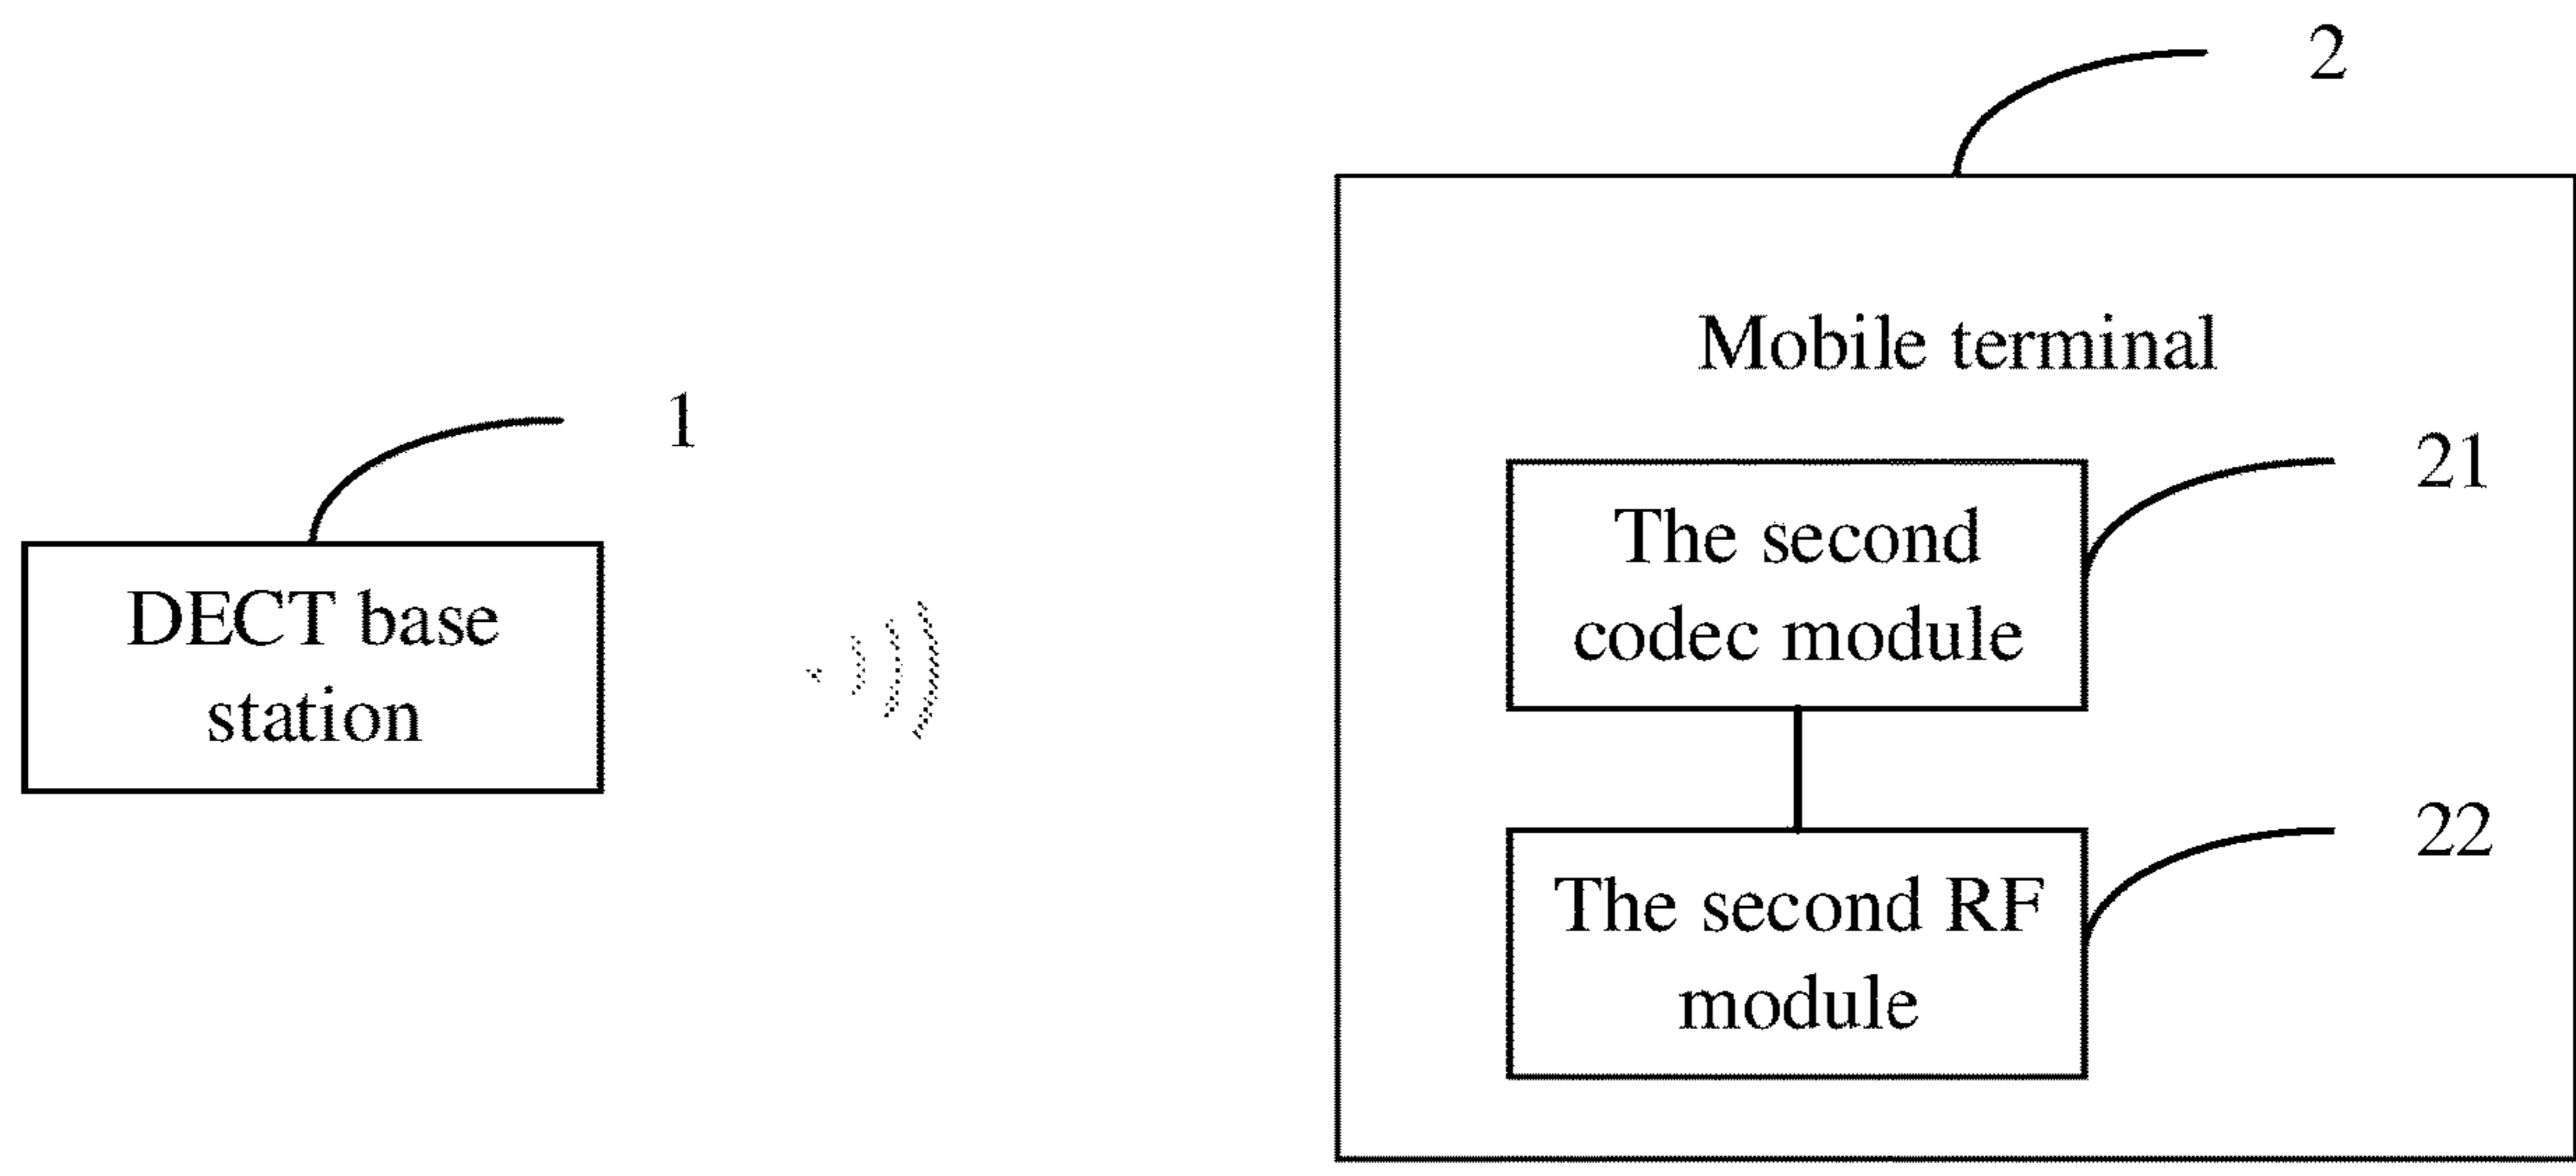 2
Mobile terminal
1
21
The second
codec module
DECT base
station
22
The second RF
module